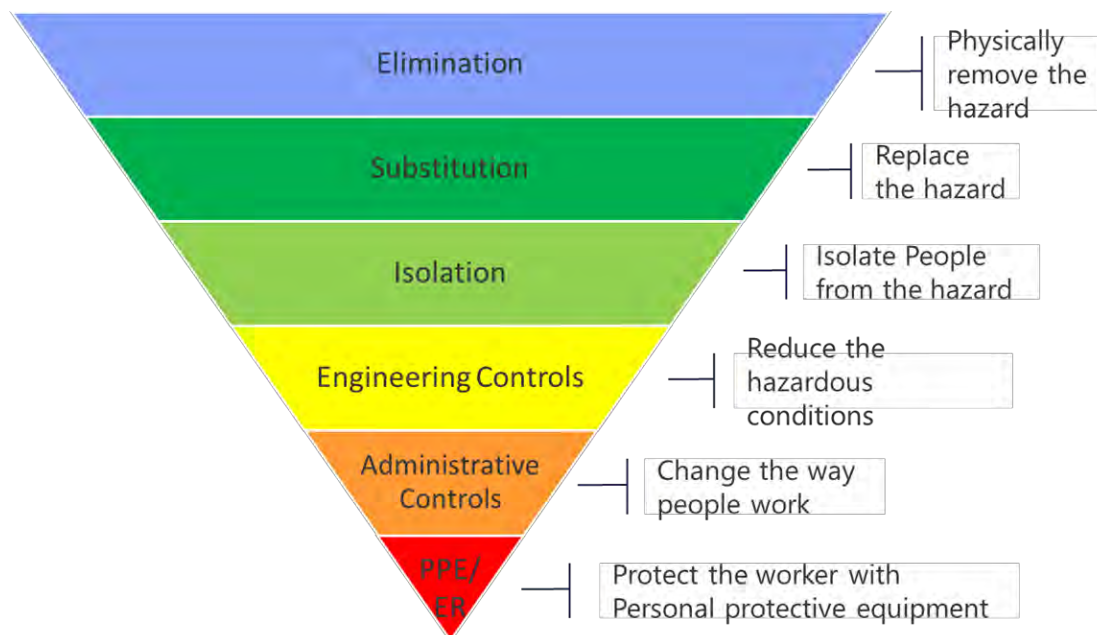 Elimination
Physically
remove the
hazard
Substitution
Replace
the hazard
Isolation
Isolate People
from the hazard
Engineering Controls
Reduce the
hazardous
conditions
Administrative
Controls
Change the way
people work
PPE/
ER
Protect the worker with
Personal protective equipment